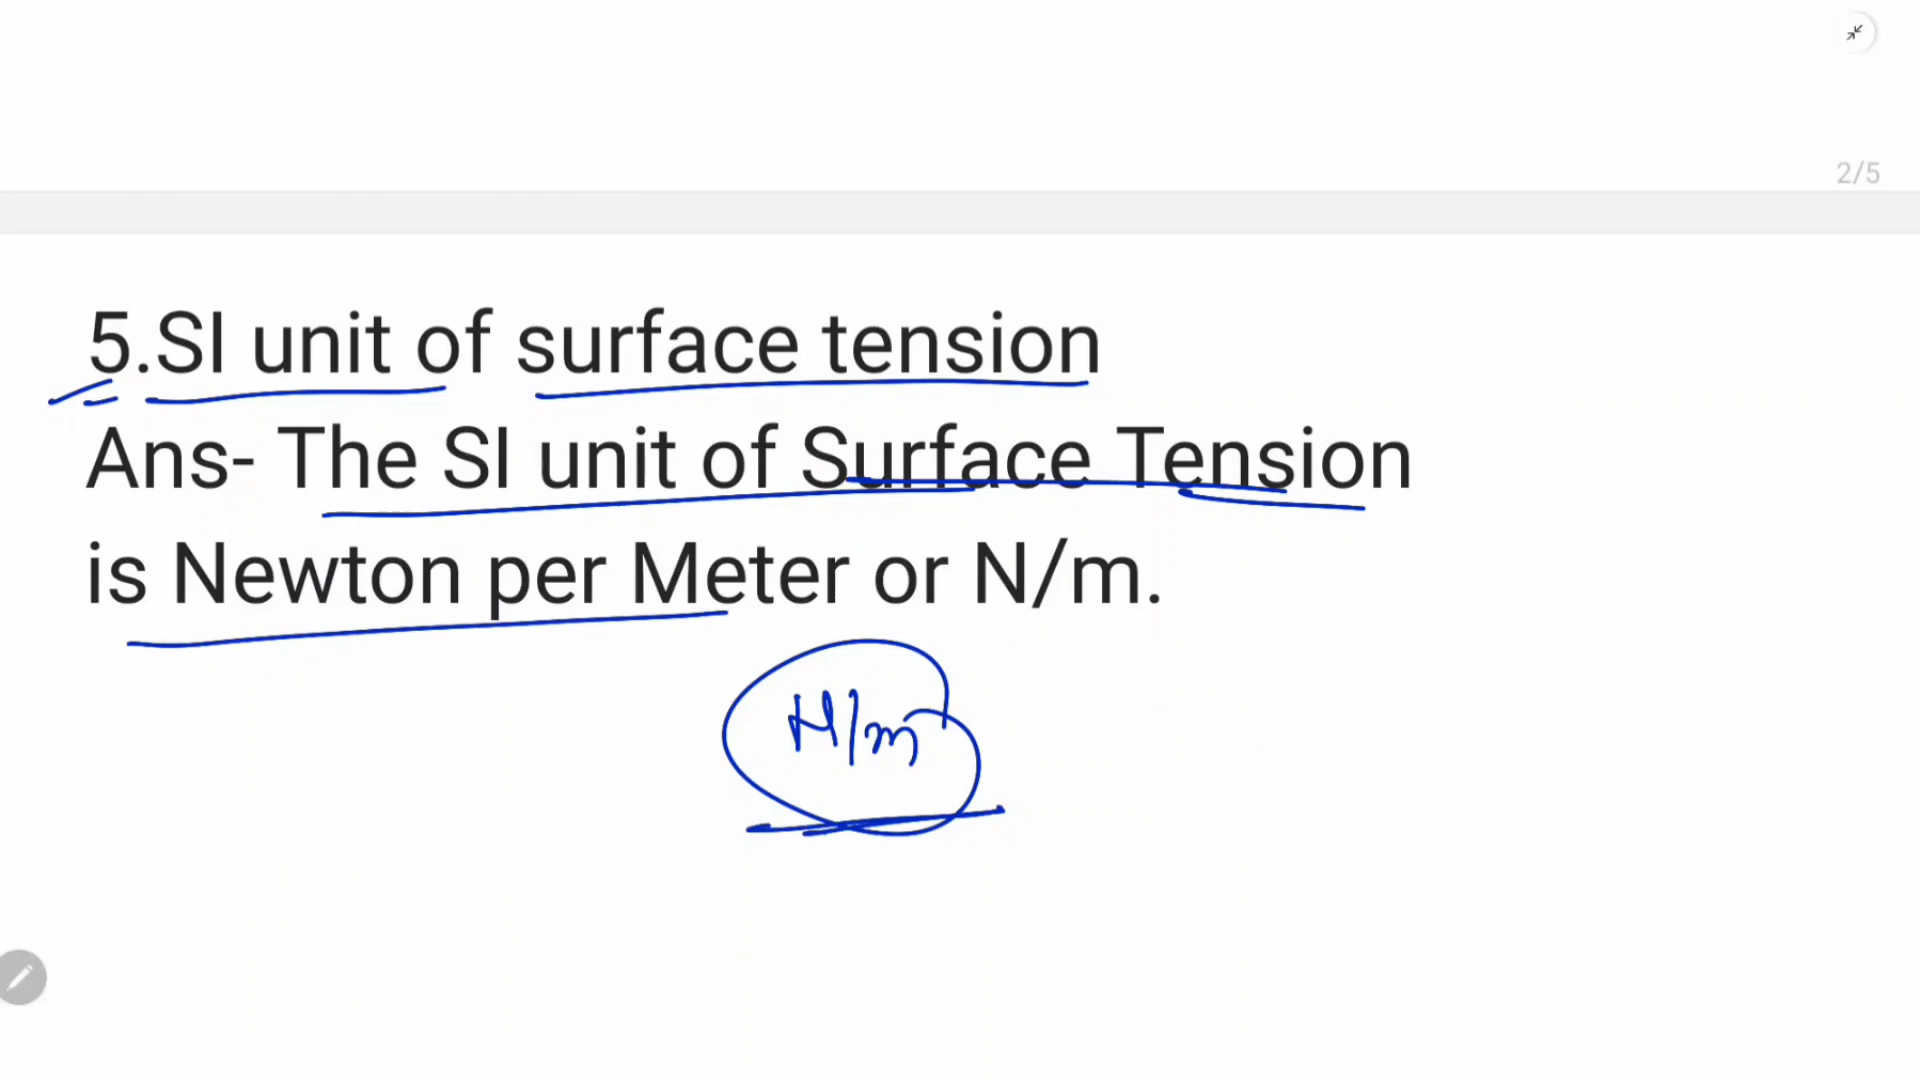 2/5
5.SI unit of surface tension
Ans- The SI unit of Surface Tension
is Newton per Meter or N/m.
N/m